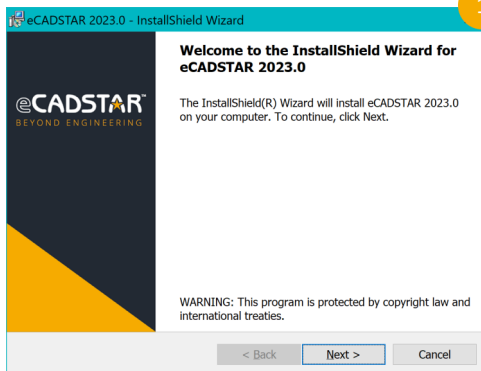 eCADSTAR 2023.0 - InstallShield Wizard
Welcome to the InstallShield Wizard for
eCADSTAR 2023.0
eCADSTAR™
BEYOND ENGINEERING
The InstallShield(R) Wizard will install eCADSTAR 2023.0
on your computer. To continue, click Next.
WARNING: This program is protected by copyright law and
international treaties.
< Back Next > Cancel